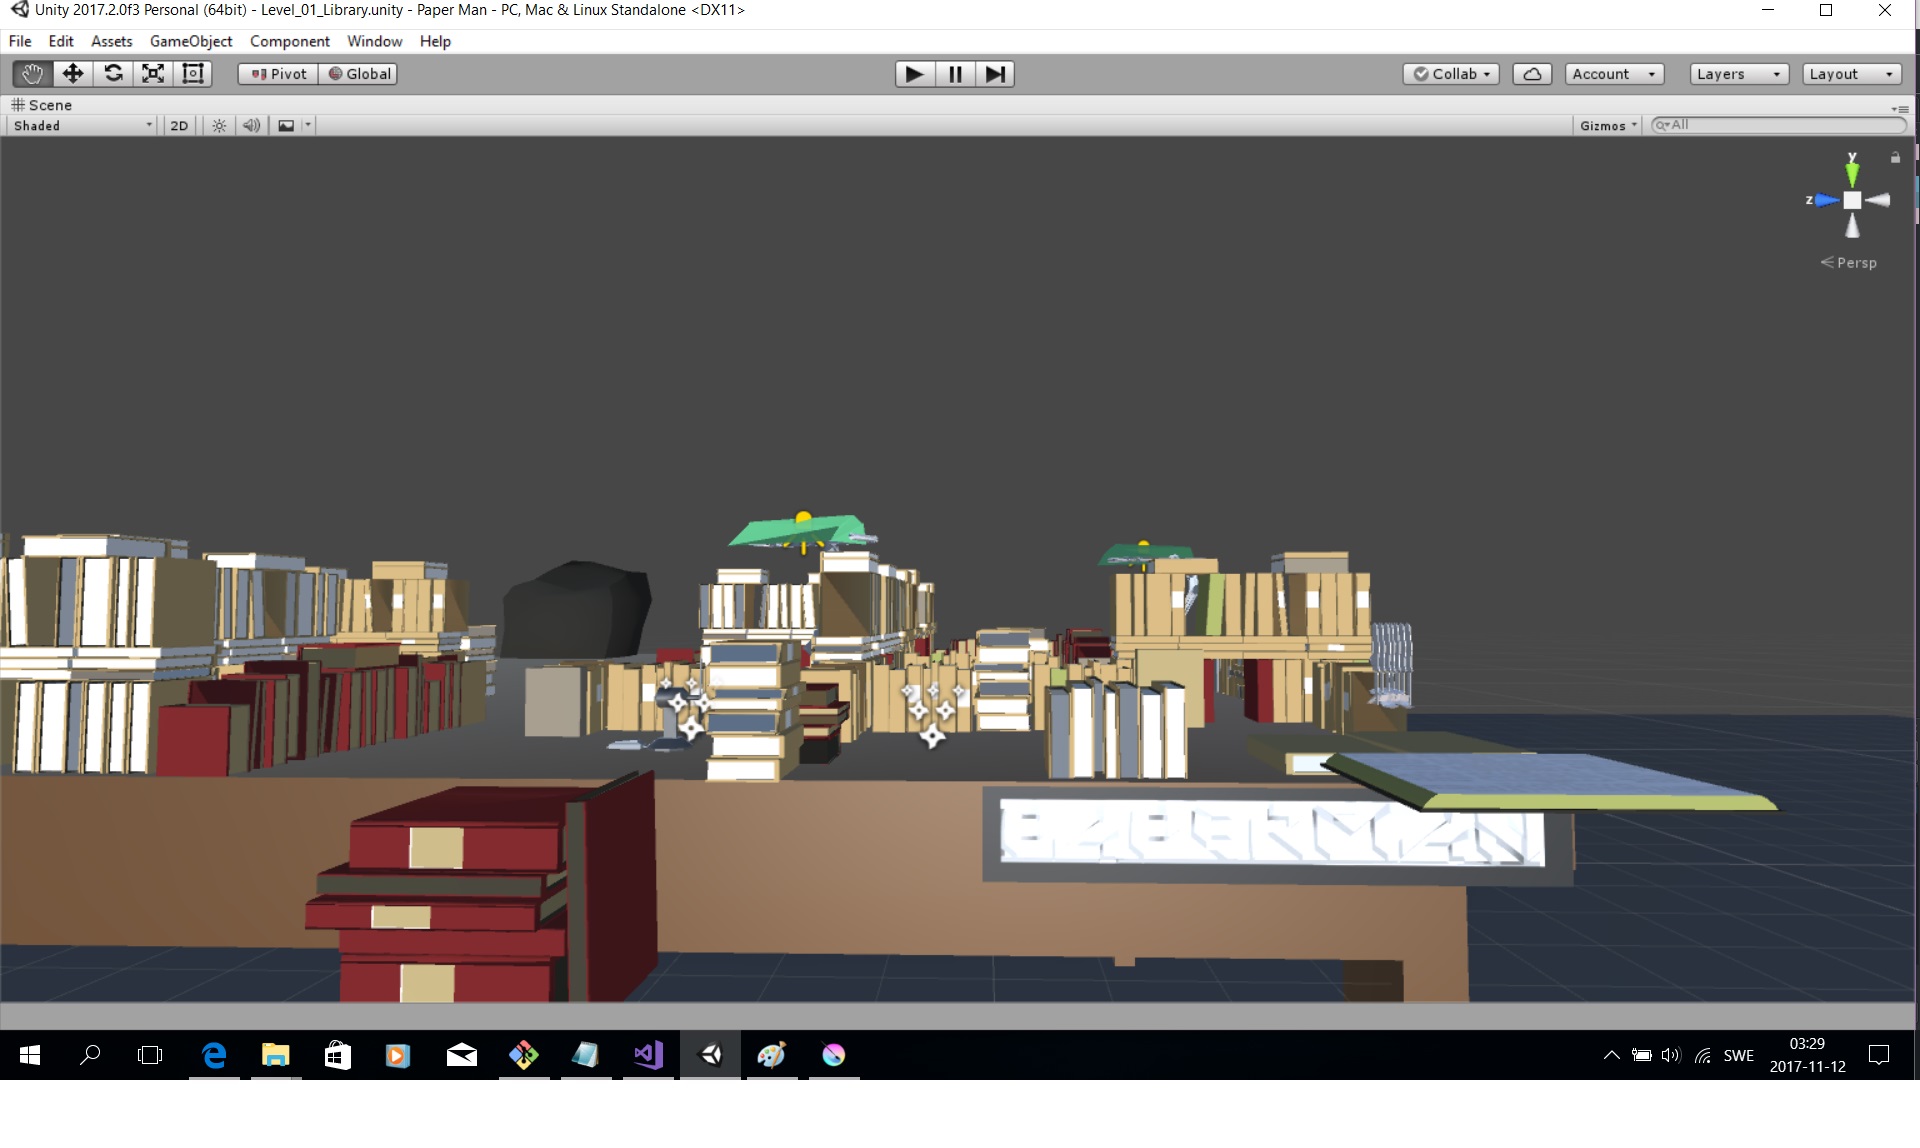 Unity 2017.2.0f3 Personal (64bit) - Level_01_Library.unity - Paper Man - PC, Mac & Linux Standalone <DX11>
File Edit Assets GameObject Component Window Help
Pivot Global Collab Account Layers Layout
Scene
Shaded 2D Gizmos All
y
z
Persp
SWE
03:29
2017-11-12